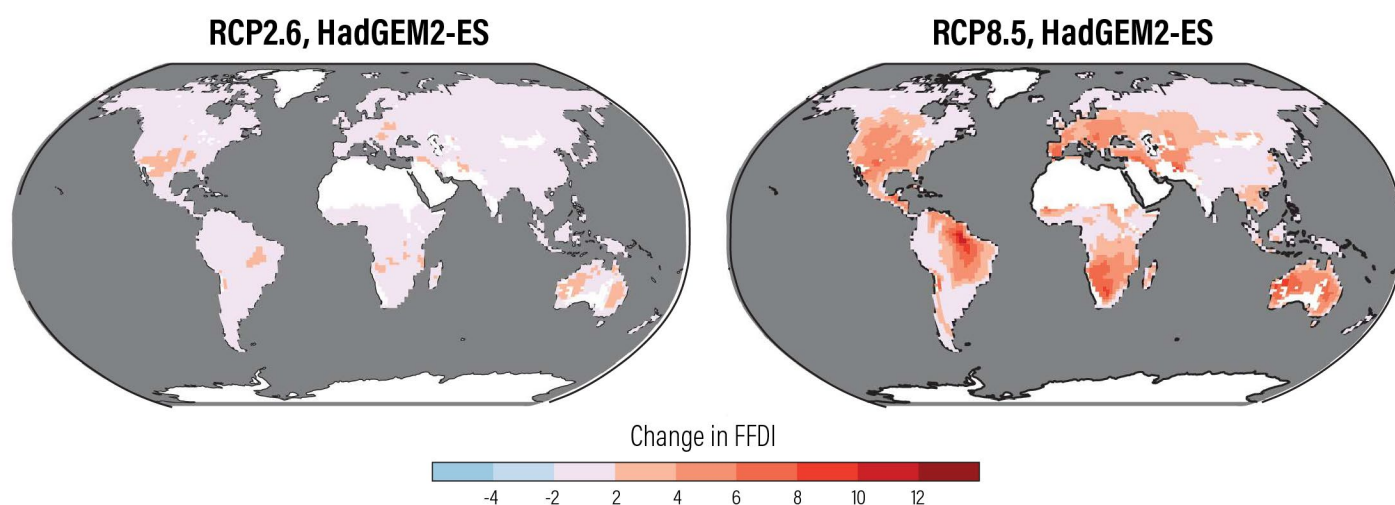 RCP2.6, HadGEM2-ES
RCP8.5, HadGEM2-ES
Change in FFDI
-4 -2 2 4 6 8 10 12